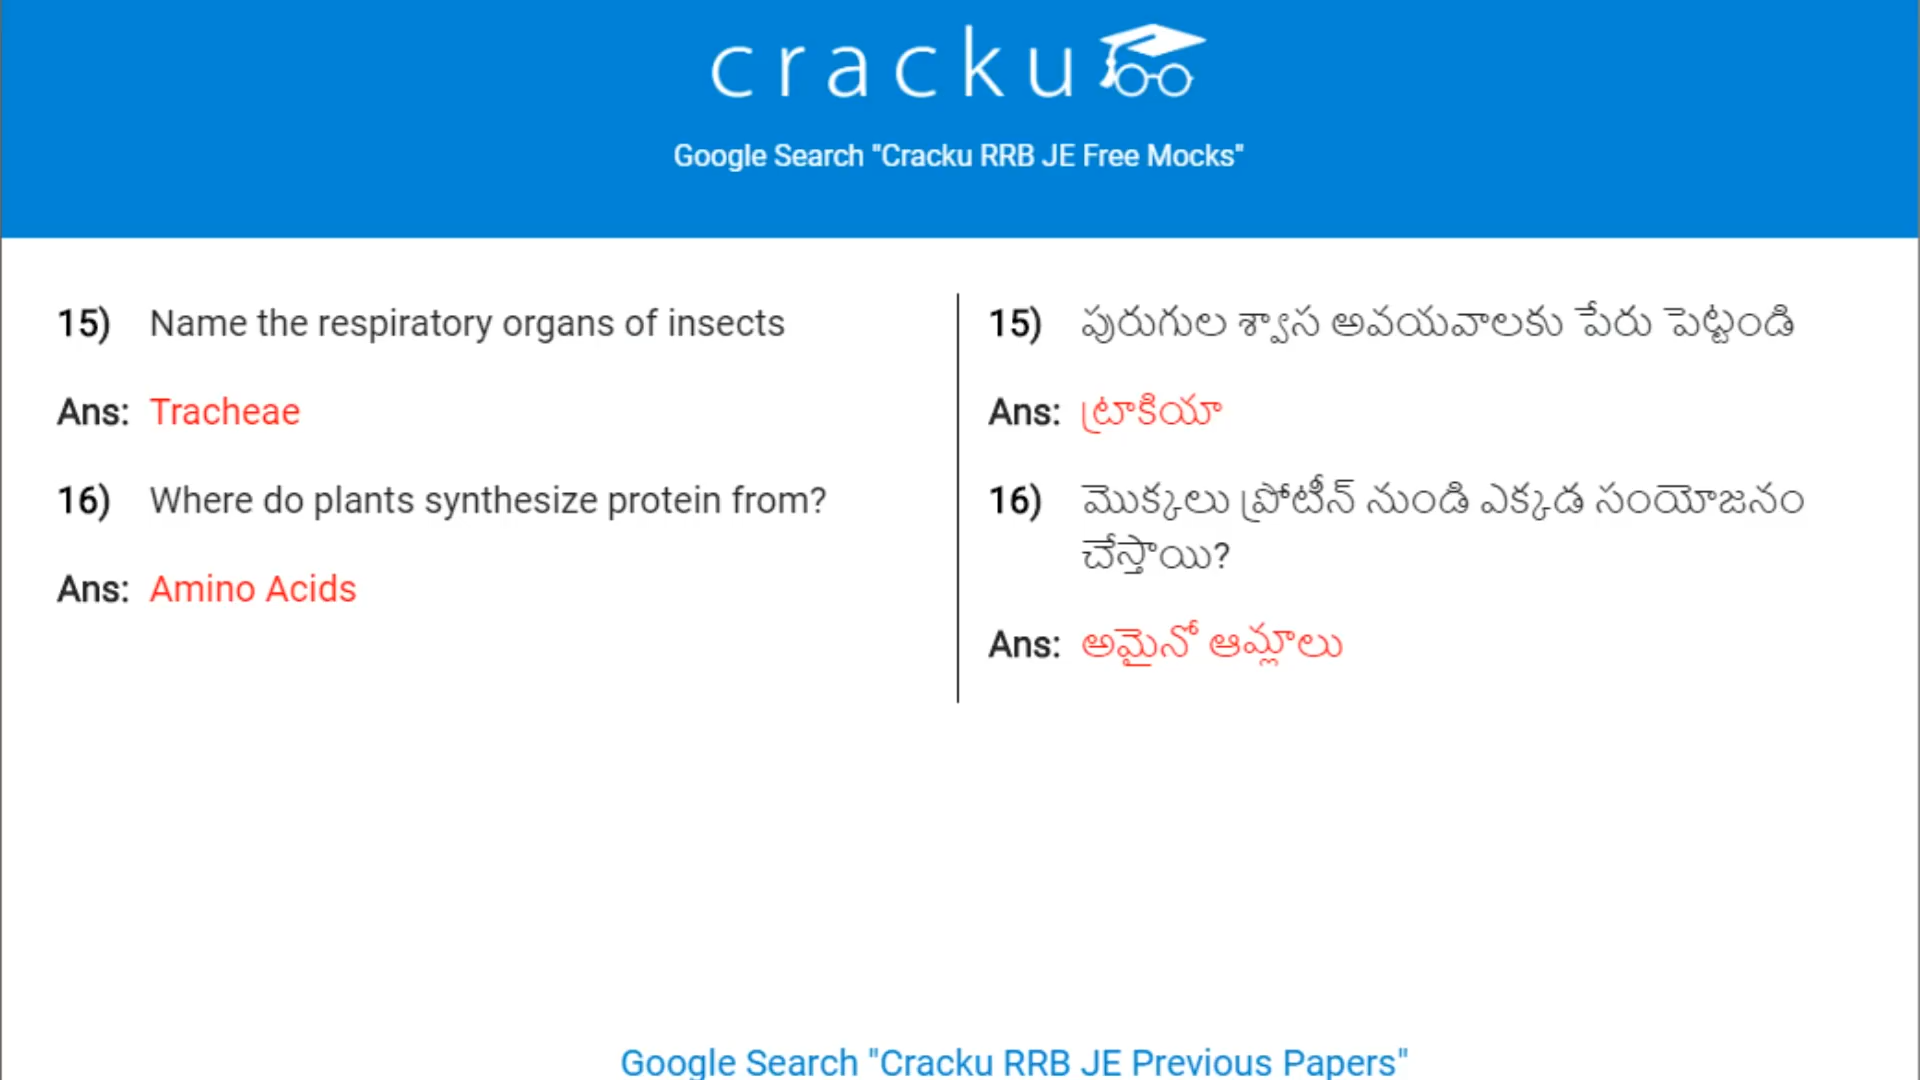 cracku
Google Search "Cracku RRB JE Free Mocks"
15) Name the respiratory organs of insects
Ans: Tracheae
16) Where do plants synthesize protein from?
Ans: Amino Acids
15) పురుగుల శ్వాస అవయవాలకు పేరు పెట్టండి
Ans: ట్రాకియా
16) మొక్కలు ప్రోటీన్ నుండి ఎక్కడ సంయోజనం
చేస్తాయి?
Ans: అమైనో ఆమ్లాలు
Google Search "Cracku RRB JE Previous Papers"